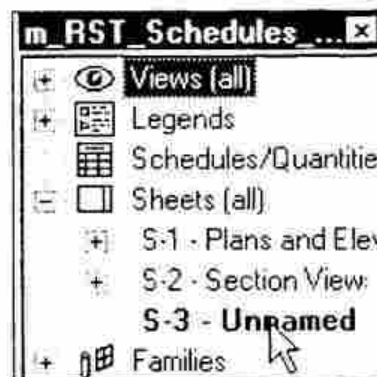 m_RST_Schedules_...
Views (all)
Legends
Schedules/Quantitie
Sheets (all)
S-1 - Plans and Elev
S-2 - Section View:
S-3 - Unnamed
Families